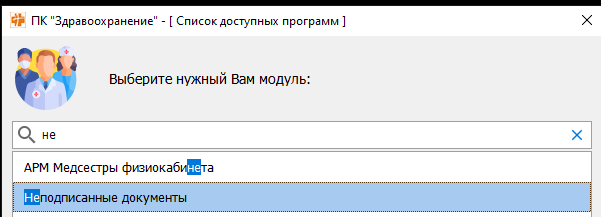 ПК "Здравоохранение" - [ Список доступных программ ]
Выберите нужный Вам модуль:
не
АРМ Медсестры физиокабинета
Неподписанные документы